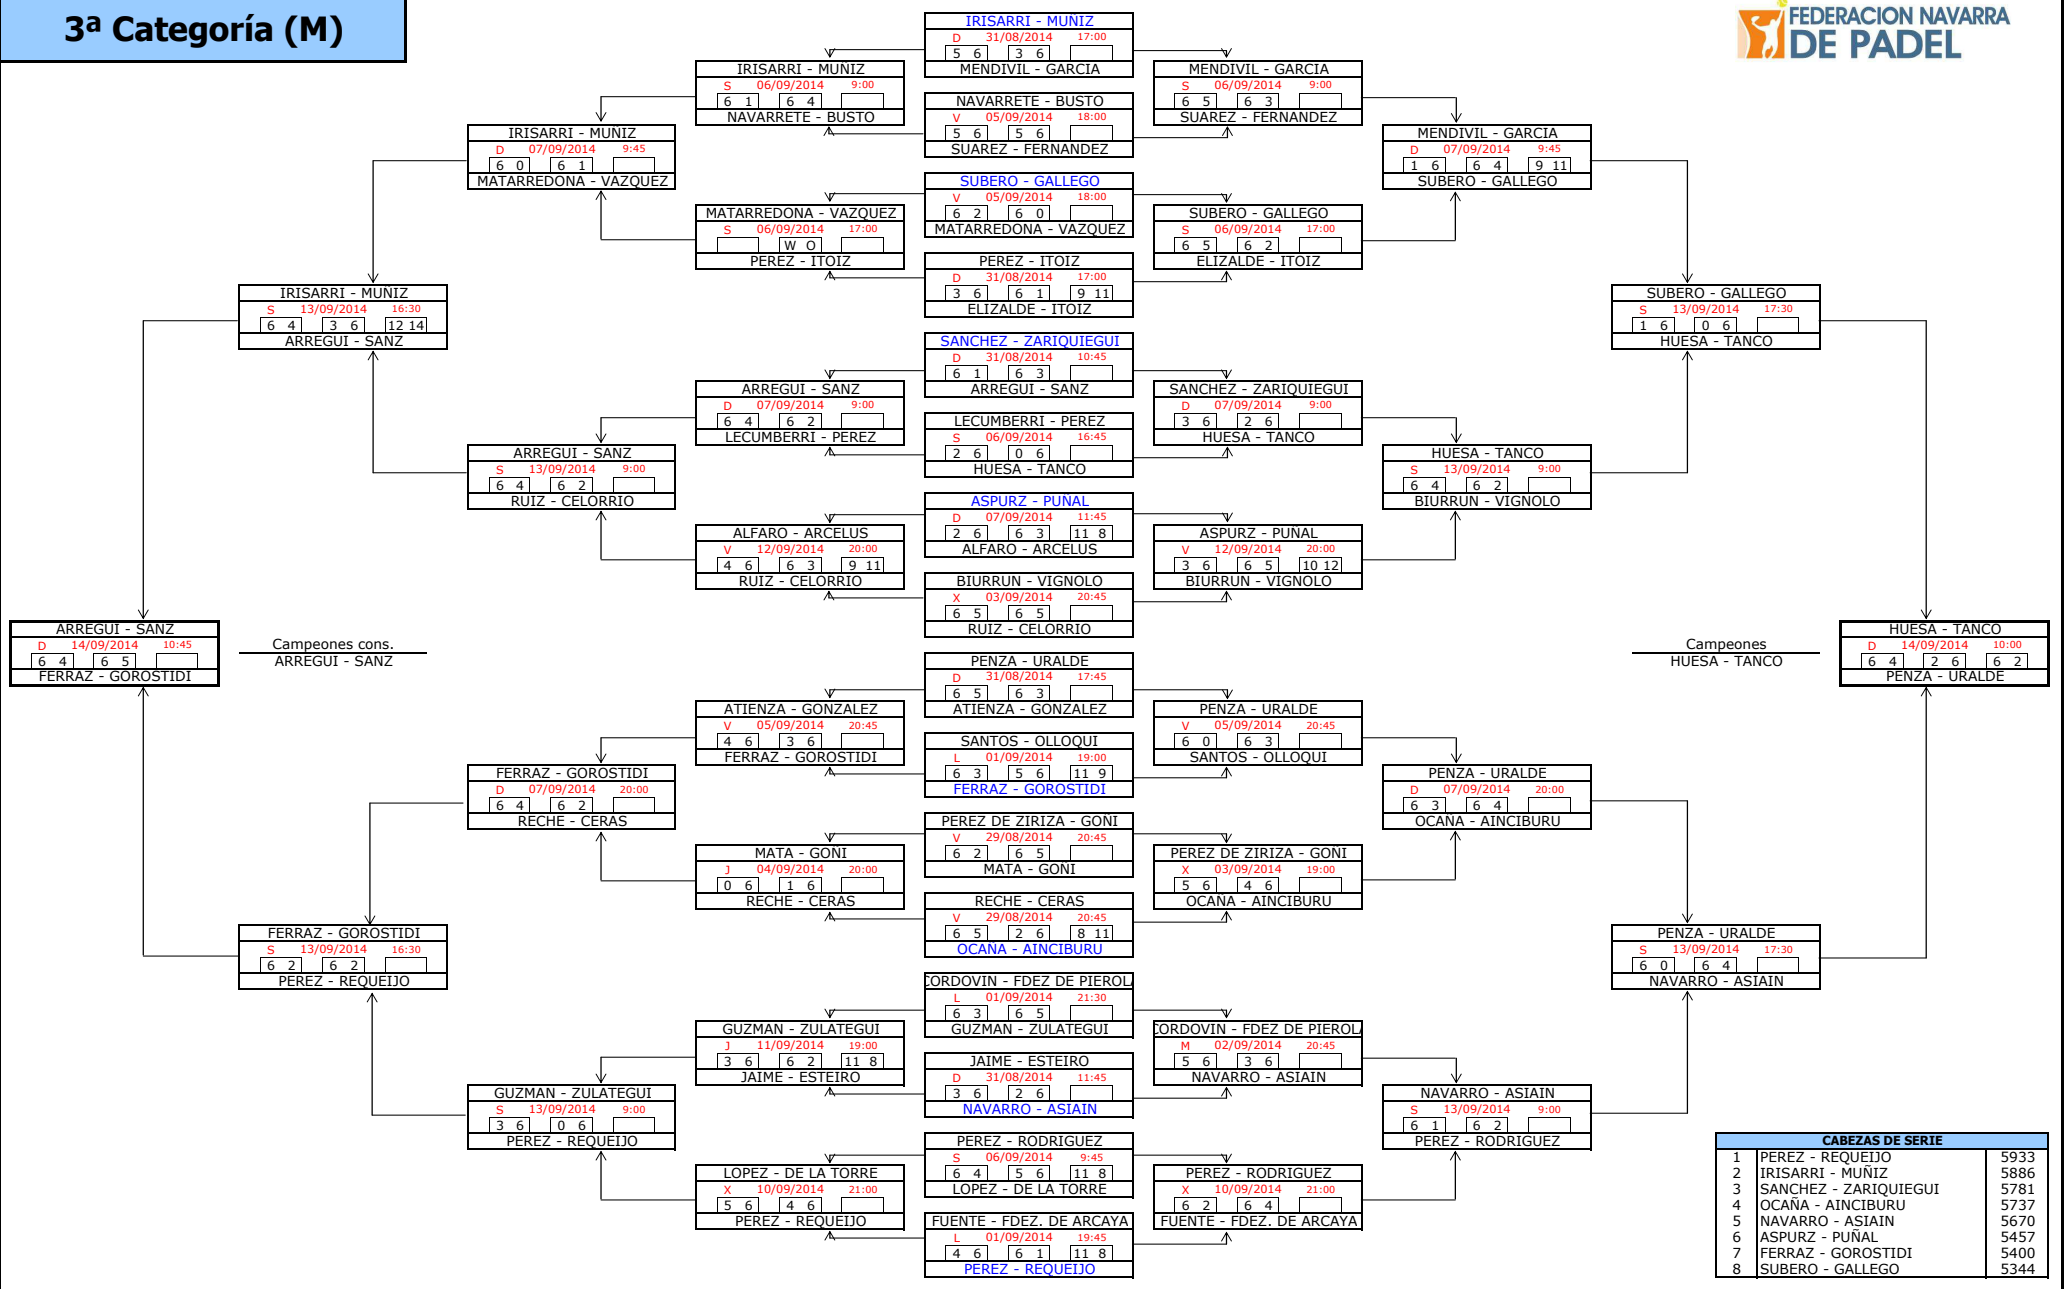 3ª Categoría (M)
FEDERACION NAVARRA
DE PADEL
IRISARRI - MUÑIZ
D 31/08/2014 17:00
5 6 3 6
MENDIVIL - GARCIA
NAVARRETE - BUSTO
V 05/09/2014 18:00
5 6 5 6
SUAREZ - FERNANDEZ
SUBERO - GALLEGO
V 05/09/2014 18:00
6 2 6 0
MATARREDONA - VAZQUEZ
PEREZ - ITOIZ
D 31/08/2014 17:00
3 6 6 1 9 11
ELIZALDE - ITOIZ
SANCHEZ - ZARIQUIEGUI
D 31/08/2014 10:45
6 1 6 3
ARREGUI - SANZ
LECUMBERRI - PEREZ
S 06/09/2014 16:45
2 6 0 6
HUESA - TANCO
ASPURZ - PUÑAL
D 07/09/2014 11:45
2 6 6 3 11 8
ALFARO - ARCELUS
BIURRUN - VIGNOLO
X 03/09/2014 20:45
6 5 6 5
RUIZ - CELORRIO
PENZA - URALDE
D 31/08/2014 17:45
6 5 6 3
ATIENZA - GONZALEZ
SANTOS - OLLOQUI
L 01/09/2014 19:00
6 3 5 6 11 9
FERRAZ - GOROSTIDI
PEREZ DE ZIRIZA - GOÑI
V 29/08/2014 20:45
6 2 6 5
MATA - GOÑI
RECHE - CERAS
V 29/08/2014 20:45
6 5 2 6 8 11
OCAÑA - AINCIBURU
CORDOVIN - FDEZ DE PIEROLA
L 01/09/2014 21:30
6 3 6 5
GUZMAN - ZULATEGUI
JAIME - ESTEIRO
D 31/08/2014 11:45
3 6 2 6
NAVARRO - ASIAIN
PEREZ - RODRIGUEZ
S 06/09/2014 9:45
6 4 5 6 11 8
LOPEZ - DE LA TORRE
FUENTE - FDEZ. DE ARCAYA
L 01/09/2014 19:45
4 6 6 1 11 8
PEREZ - REQUEIJO
IRISARRI - MUÑIZ
S 06/09/2014 9:00
6 1 6 4
NAVARRETE - BUSTO
MATARREDONA - VAZQUEZ
S 06/09/2014 17:00
W O
PEREZ - ITOIZ
ARREGUI - SANZ
D 07/09/2014 9:00
6 4 6 2
LECUMBERRI - PEREZ
ALFARO - ARCELUS
V 12/09/2014 20:00
4 6 6 3 9 11
RUIZ - CELORRIO
ATIENZA - GONZALEZ
V 05/09/2014 20:45
4 6 3 6
FERRAZ - GOROSTIDI
MATA - GOÑI
J 04/09/2014 20:00
0 6 1 6
RECHE - CERAS
GUZMAN - ZULATEGUI
J 11/09/2014 19:00
3 6 6 2 11 8
JAIME - ESTEIRO
LOPEZ - DE LA TORRE
X 10/09/2014 21:00
5 6 4 6
PEREZ - REQUEIJO
IRISARRI - MUÑIZ
D 07/09/2014 9:45
6 0 6 1
MATARREDONA - VAZQUEZ
ARREGUI - SANZ
S 13/09/2014 9:00
6 4 6 2
RUIZ - CELORRIO
FERRAZ - GOROSTIDI
D 07/09/2014 20:00
6 4 6 2
RECHE - CERAS
GUZMAN - ZULATEGUI
S 13/09/2014 9:00
3 6 0 6
PEREZ - REQUEIJO
IRISARRI - MUÑIZ
S 13/09/2014 16:30
6 4 3 6 12 14
ARREGUI - SANZ
FERRAZ - GOROSTIDI
S 13/09/2014 16:30
6 2 6 2
PEREZ - REQUEIJO
ARREGUI - SANZ
D 14/09/2014 10:45
6 4 6 5
FERRAZ - GOROSTIDI
Campeones cons.
ARREGUI - SANZ
MENDIVIL - GARCIA
S 06/09/2014 9:00
6 5 6 3
SUAREZ - FERNANDEZ
SUBERO - GALLEGO
S 06/09/2014 17:00
6 5 6 2
ELIZALDE - ITOIZ
SANCHEZ - ZARIQUIEGUI
D 07/09/2014 9:00
3 6 2 6
HUESA - TANCO
ASPURZ - PUÑAL
V 12/09/2014 20:00
3 6 6 5 10 12
BIURRUN - VIGNOLO
PENZA - URALDE
V 05/09/2014 20:45
6 0 6 3
SANTOS - OLLOQUI
PEREZ DE ZIRIZA - GOÑI
X 03/09/2014 19:00
5 6 4 6
OCAÑA - AINCIBURU
CORDOVIN - FDEZ DE PIEROLA
M 02/09/2014 20:45
5 6 3 6
NAVARRO - ASIAIN
PEREZ - RODRIGUEZ
X 10/09/2014 21:00
6 2 6 4
FUENTE - FDEZ. DE ARCAYA
MENDIVIL - GARCIA
D 07/09/2014 9:45
1 6 6 4 9 11
SUBERO - GALLEGO
HUESA - TANCO
S 13/09/2014 9:00
6 4 6 2
BIURRUN - VIGNOLO
PENZA - URALDE
D 07/09/2014 20:00
6 3 6 4
OCAÑA - AINCIBURU
NAVARRO - ASIAIN
S 13/09/2014 9:00
6 1 6 2
PEREZ - RODRIGUEZ
SUBERO - GALLEGO
S 13/09/2014 17:30
1 6 0 6
HUESA - TANCO
PENZA - URALDE
S 13/09/2014 17:30
6 0 6 4
NAVARRO - ASIAIN
Campeones
HUESA - TANCO
HUESA - TANCO
D 14/09/2014 10:00
6 4 2 6 6 2
PENZA - URALDE
CABEZAS DE SERIE
1 PEREZ - REQUEIJO 5933
2 IRISARRI - MUÑIZ 5886
3 SANCHEZ - ZARIQUIEGUI 5781
4 OCAÑA - AINCIBURU 5737
5 NAVARRO - ASIAIN 5670
6 ASPURZ - PUÑAL 5457
7 FERRAZ - GOROSTIDI 5400
8 SUBERO - GALLEGO 5344